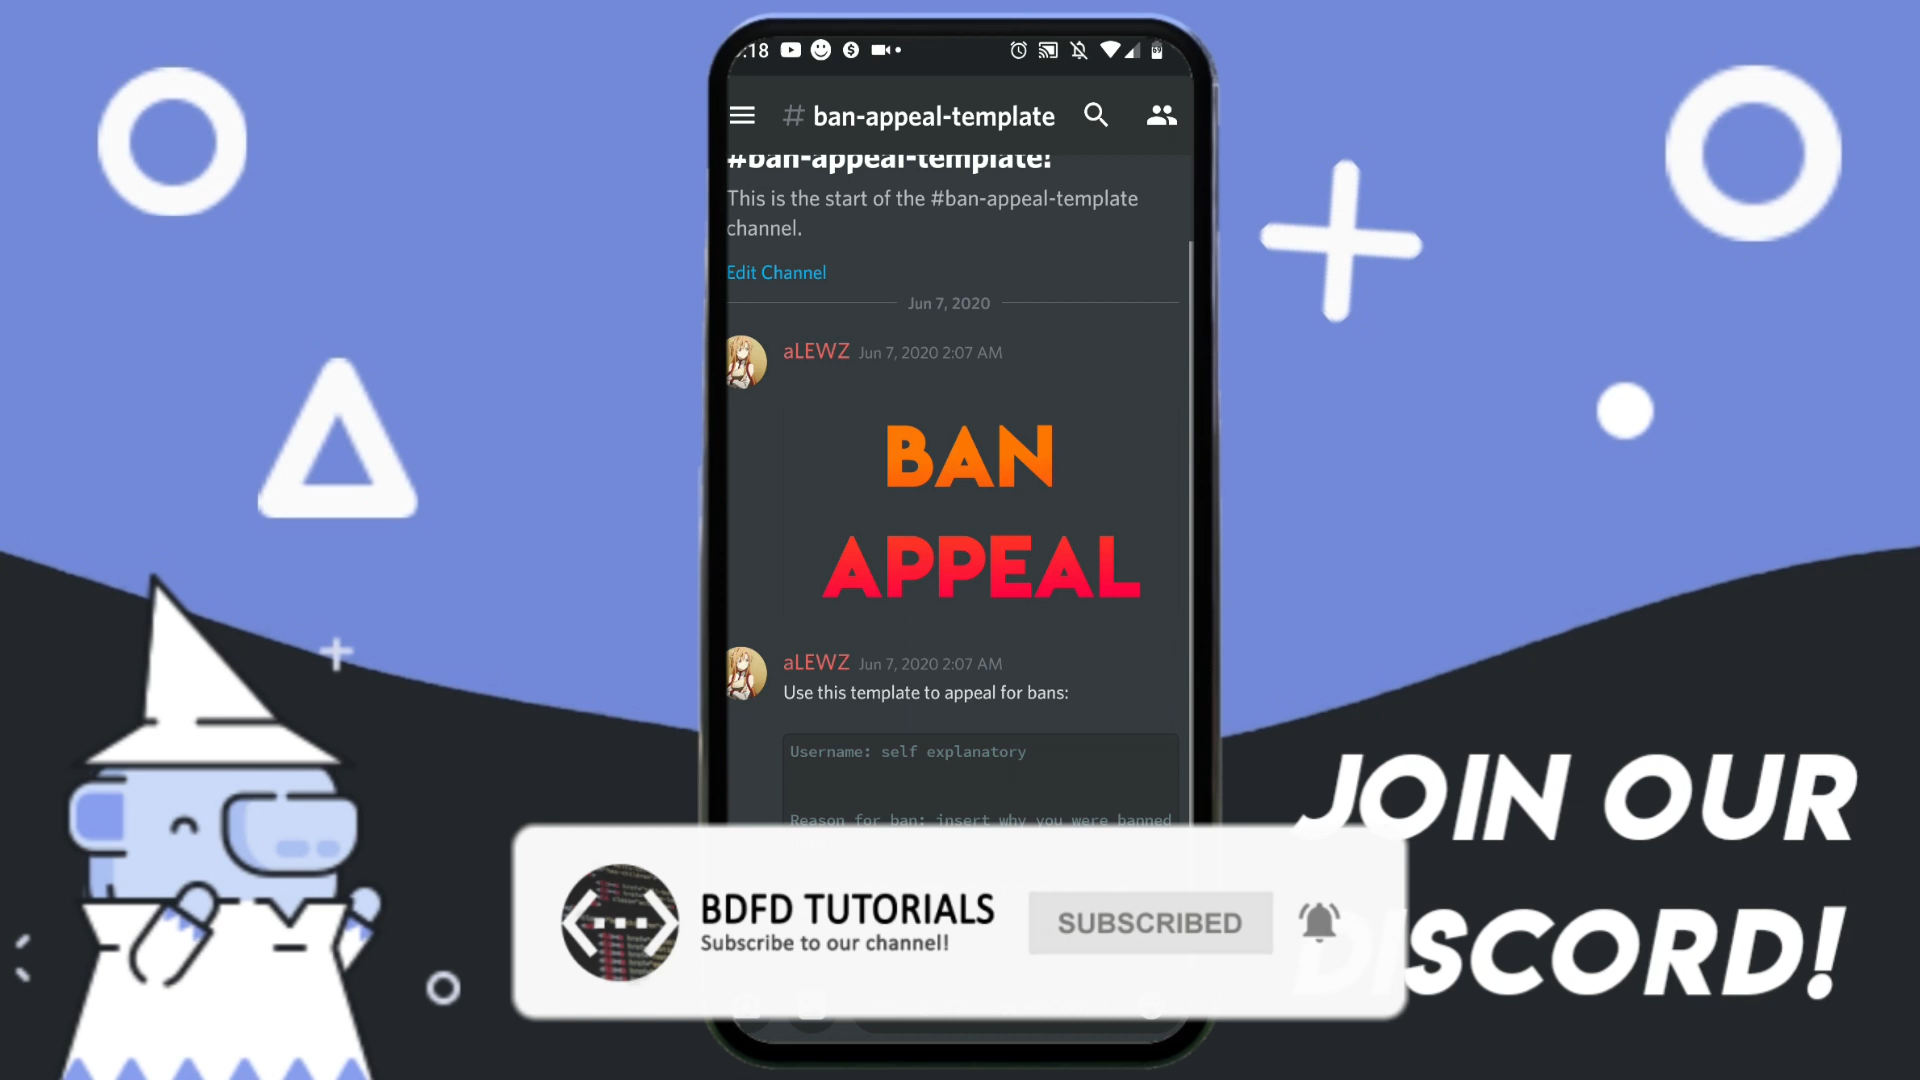 :18
69
# ban-appeal-template
#ban-appeal-template!
This is the start of the #ban-appeal-template
channel.
Edit Channel
Jun 7, 2020
aLEWZ Jun 7, 2020 2:07 AM
BAN
APPEAL
aLEWZ Jun 7, 2020 2:07 AM
Use this template to appeal for bans:
Username: self explanatory
Reason for ban: insert why you were banned
BDFD TUTORIALS
Subscribe to our channel!
SUBSCRIBED
JOIN OUR
DISCORD!